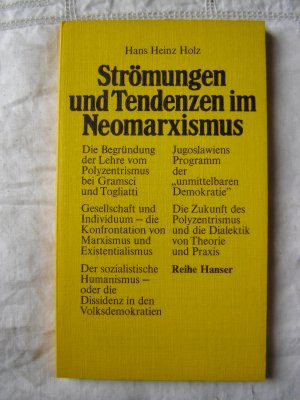 Hans Heinz Holz
Strömungen
und Tendenzen im
Neomarxismus
Die Begründung
der Lehre vom
Polyzentrismus
bei Gramsci
und Togliatti
Gesellschaft und
Individuum – die
Konfrontation von
Marxismus und
Existentialismus
Der sozialistische
Humanismus –
oder die
Dissidenz in den
Volksdemokratien
Jugoslawiens
Programm
der
„unmittelbaren
Demokratie"
Die Zukunft des
Polyzentrismus
und die Dialektik
von Theorie
und Praxis
Reihe Hanser